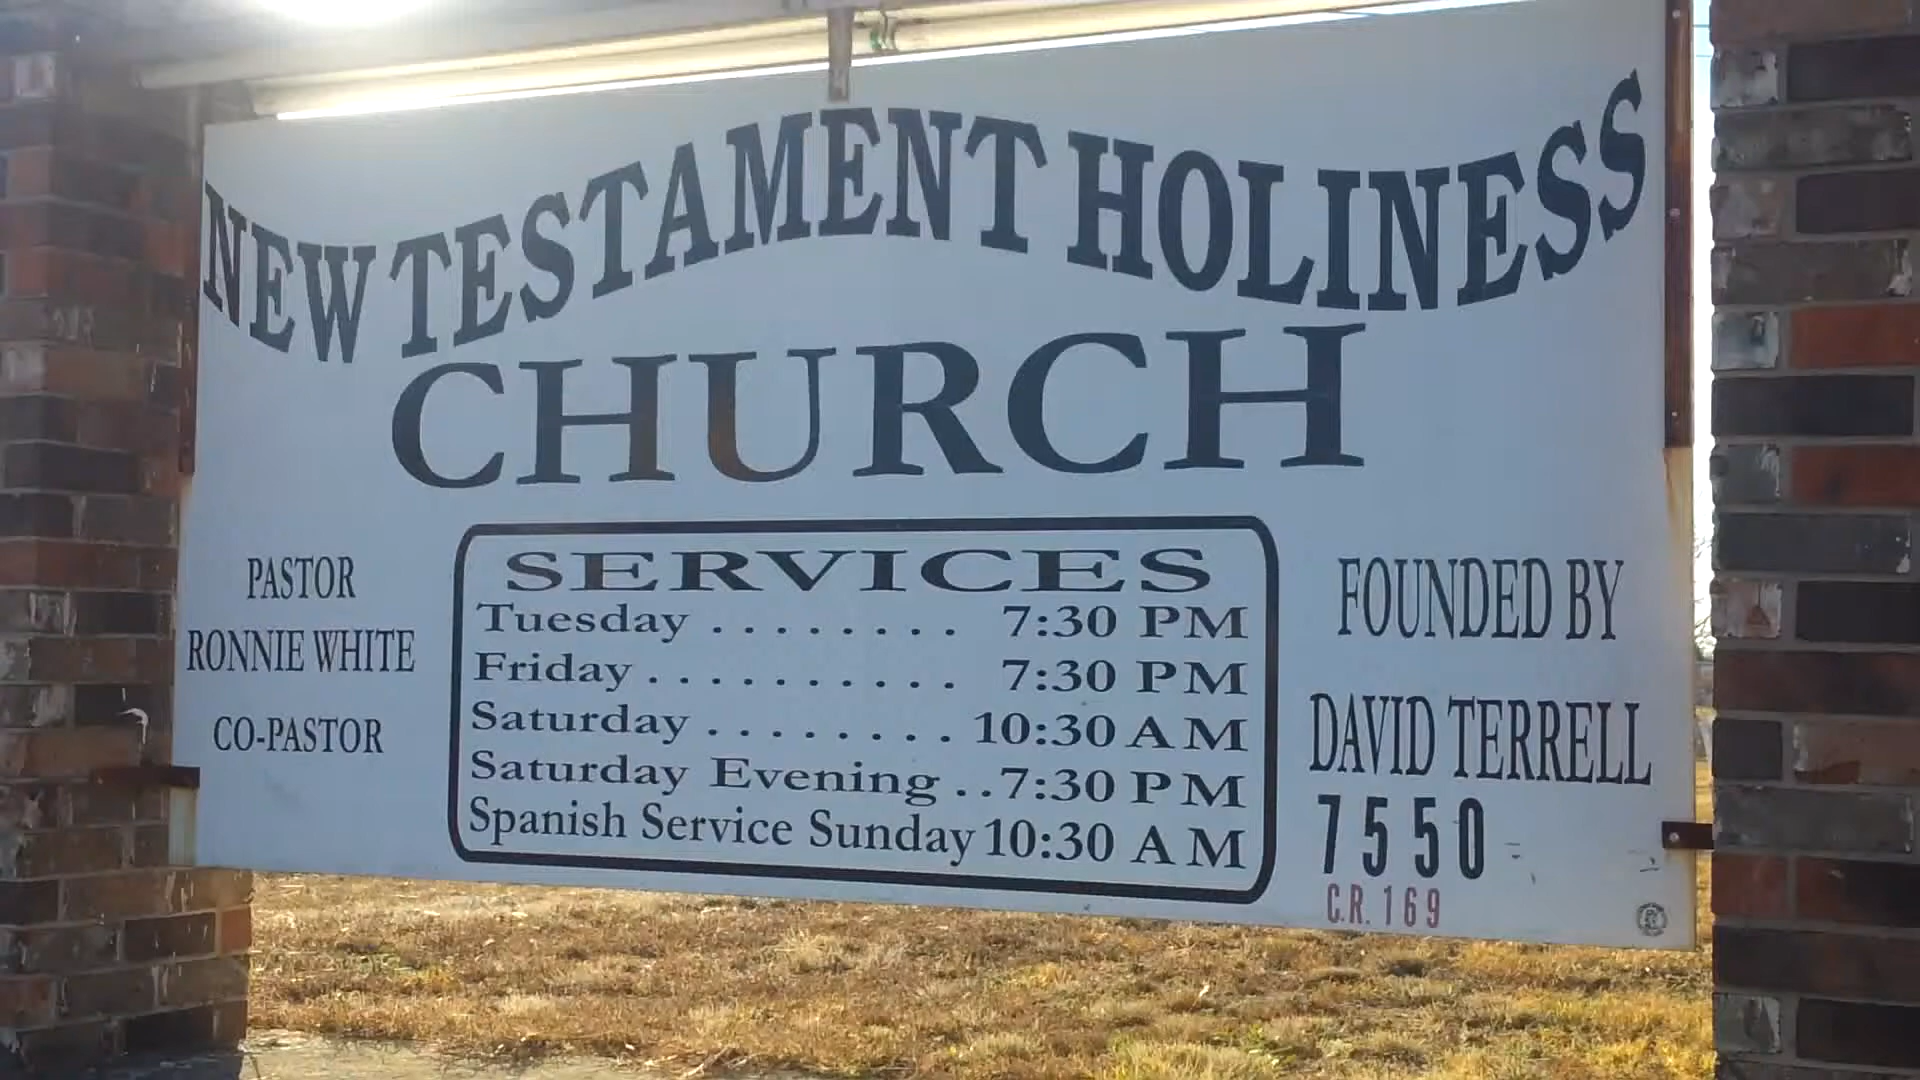 NEW TESTAMENT HOLINESS
CHURCH
PASTOR
RONNIE WHITE
CO-PASTOR
SERVICES
Tuesday ........ 7:30 PM
Friday .......... 7:30 PM
Saturday ........ 10:30 AM
Saturday Evening ..7:30 PM
Spanish Service Sunday 10:30 AM
FOUNDED BY
DAVID TERRELL
7550
C.R. 169